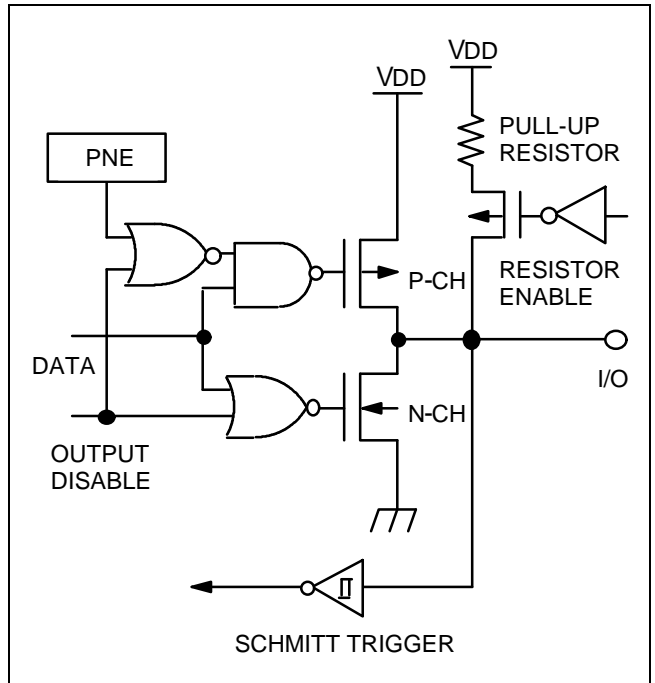 VDD
VDD
PULL-UP
RESISTOR
PNE
P-CH
RESISTOR
ENABLE
DATA
I/O
N-CH
OUTPUT
DISABLE
SCHMITT TRIGGER